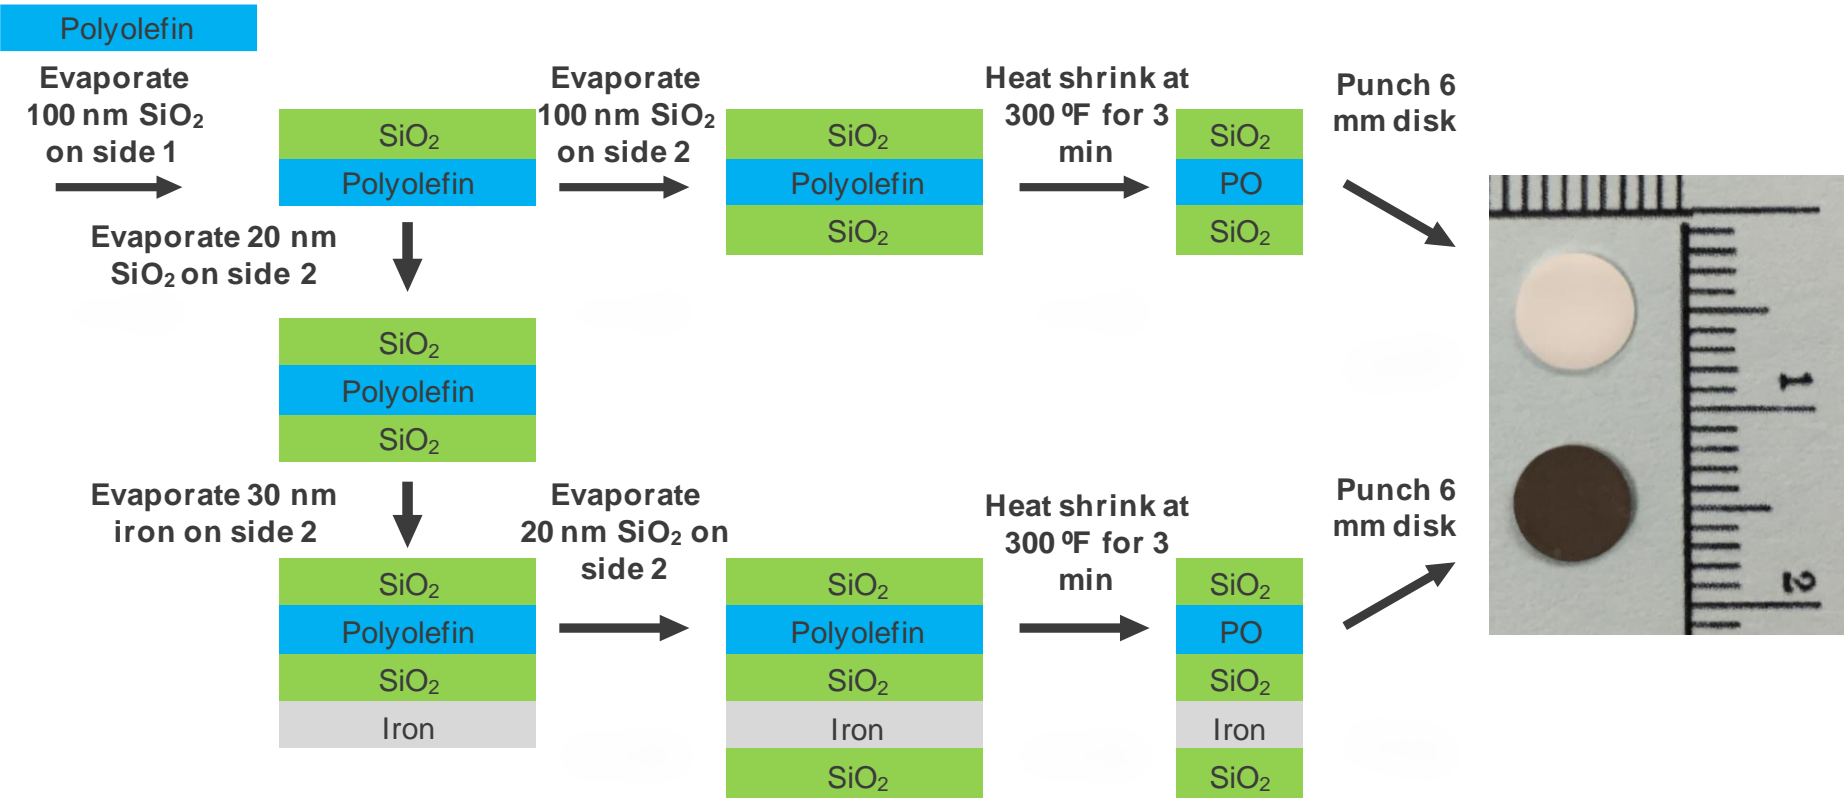 Polyolefin
Evaporate
100 nm SiO₂
on side 1
SiO₂
Polyolefin
Evaporate
100 nm SiO₂
on side 2
SiO₂
Polyolefin
SiO₂
Heat shrink at
300 ºF for 3
min
SiO₂
PO
SiO₂
Punch 6
mm disk
Evaporate 20 nm
SiO₂ on side 2
SiO₂
Polyolefin
SiO₂
Evaporate 30 nm
iron on side 2
SiO₂
Polyolefin
SiO₂
Iron
Evaporate
20 nm SiO₂ on
side 2
SiO₂
Polyolefin
SiO₂
Iron
SiO₂
Heat shrink at
300 ºF for 3
min
SiO₂
PO
SiO₂
Iron
SiO₂
Punch 6
mm disk
1
2